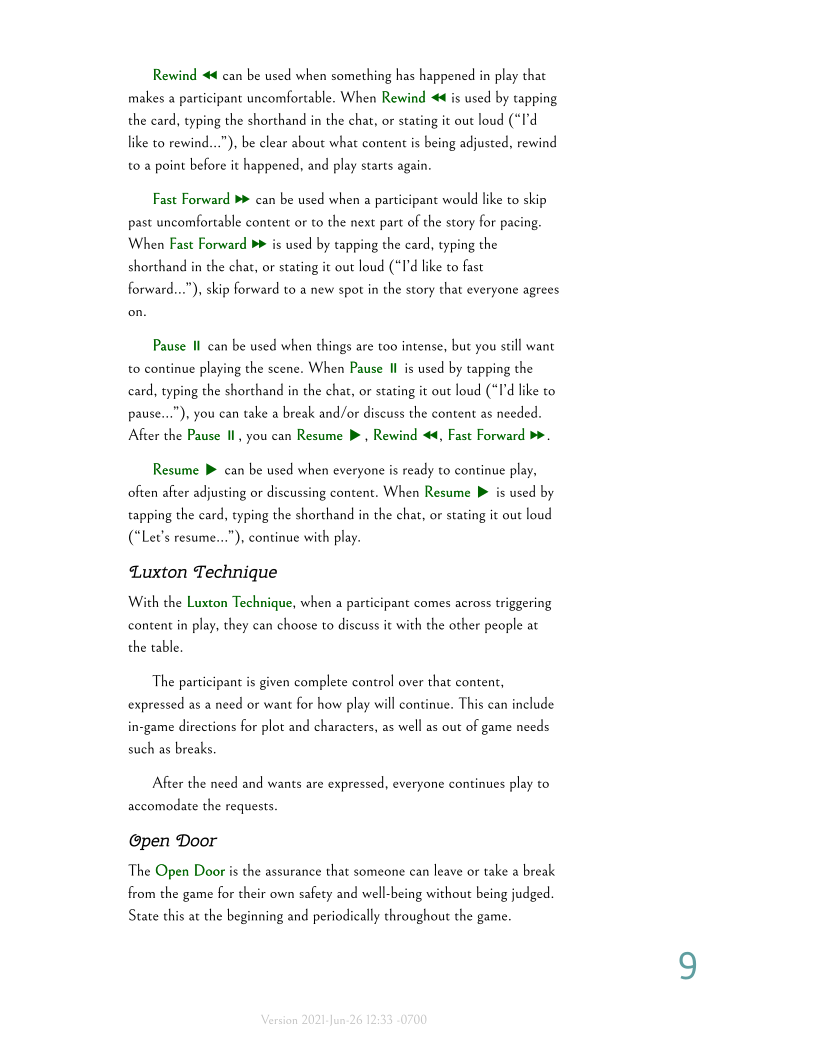 Rewind ◀◀ can be used when something has happened in play that
makes a participant uncomfortable. When Rewind ◀◀ is used by tapping
the card, typing the shorthand in the chat, or stating it out loud (“I’d
like to rewind...”), be clear about what content is being adjusted, rewind
to a point before it happened, and play starts again.
Fast Forward ▶▶ can be used when a participant would like to skip
past uncomfortable content or to the next part of the story for pacing.
When Fast Forward ▶▶ is used by tapping the card, typing the
shorthand in the chat, or stating it out loud (“I’d like to fast
forward...”), skip forward to a new spot in the story that everyone agrees
on.
Pause ⏸ can be used when things are too intense, but you still want
to continue playing the scene. When Pause ⏸ is used by tapping the
card, typing the shorthand in the chat, or stating it out loud (“I’d like to
pause...”), you can take a break and/or discuss the content as needed.
After the Pause ⏸, you can Resume ▶, Rewind ◀◀, Fast Forward ▶▶.
Resume ▶ can be used when everyone is ready to continue play,
often after adjusting or discussing content. When Resume ▶ is used by
tapping the card, typing the shorthand in the chat, or stating it out loud
(“Let’s resume...”), continue with play.
Luxton Technique
With the Luxton Technique, when a participant comes across triggering
content in play, they can choose to discuss it with the other people at
the table.
The participant is given complete control over that content,
expressed as a need or want for how play will continue. This can include
in-game directions for plot and characters, as well as out of game needs
such as breaks.
After the need and wants are expressed, everyone continues play to
accomodate the requests.
Open Door
The Open Door is the assurance that someone can leave or take a break
from the game for their own safety and well-being without being judged.
State this at the beginning and periodically throughout the game.
9
Version 2021-Jun-26 12:33 -0700